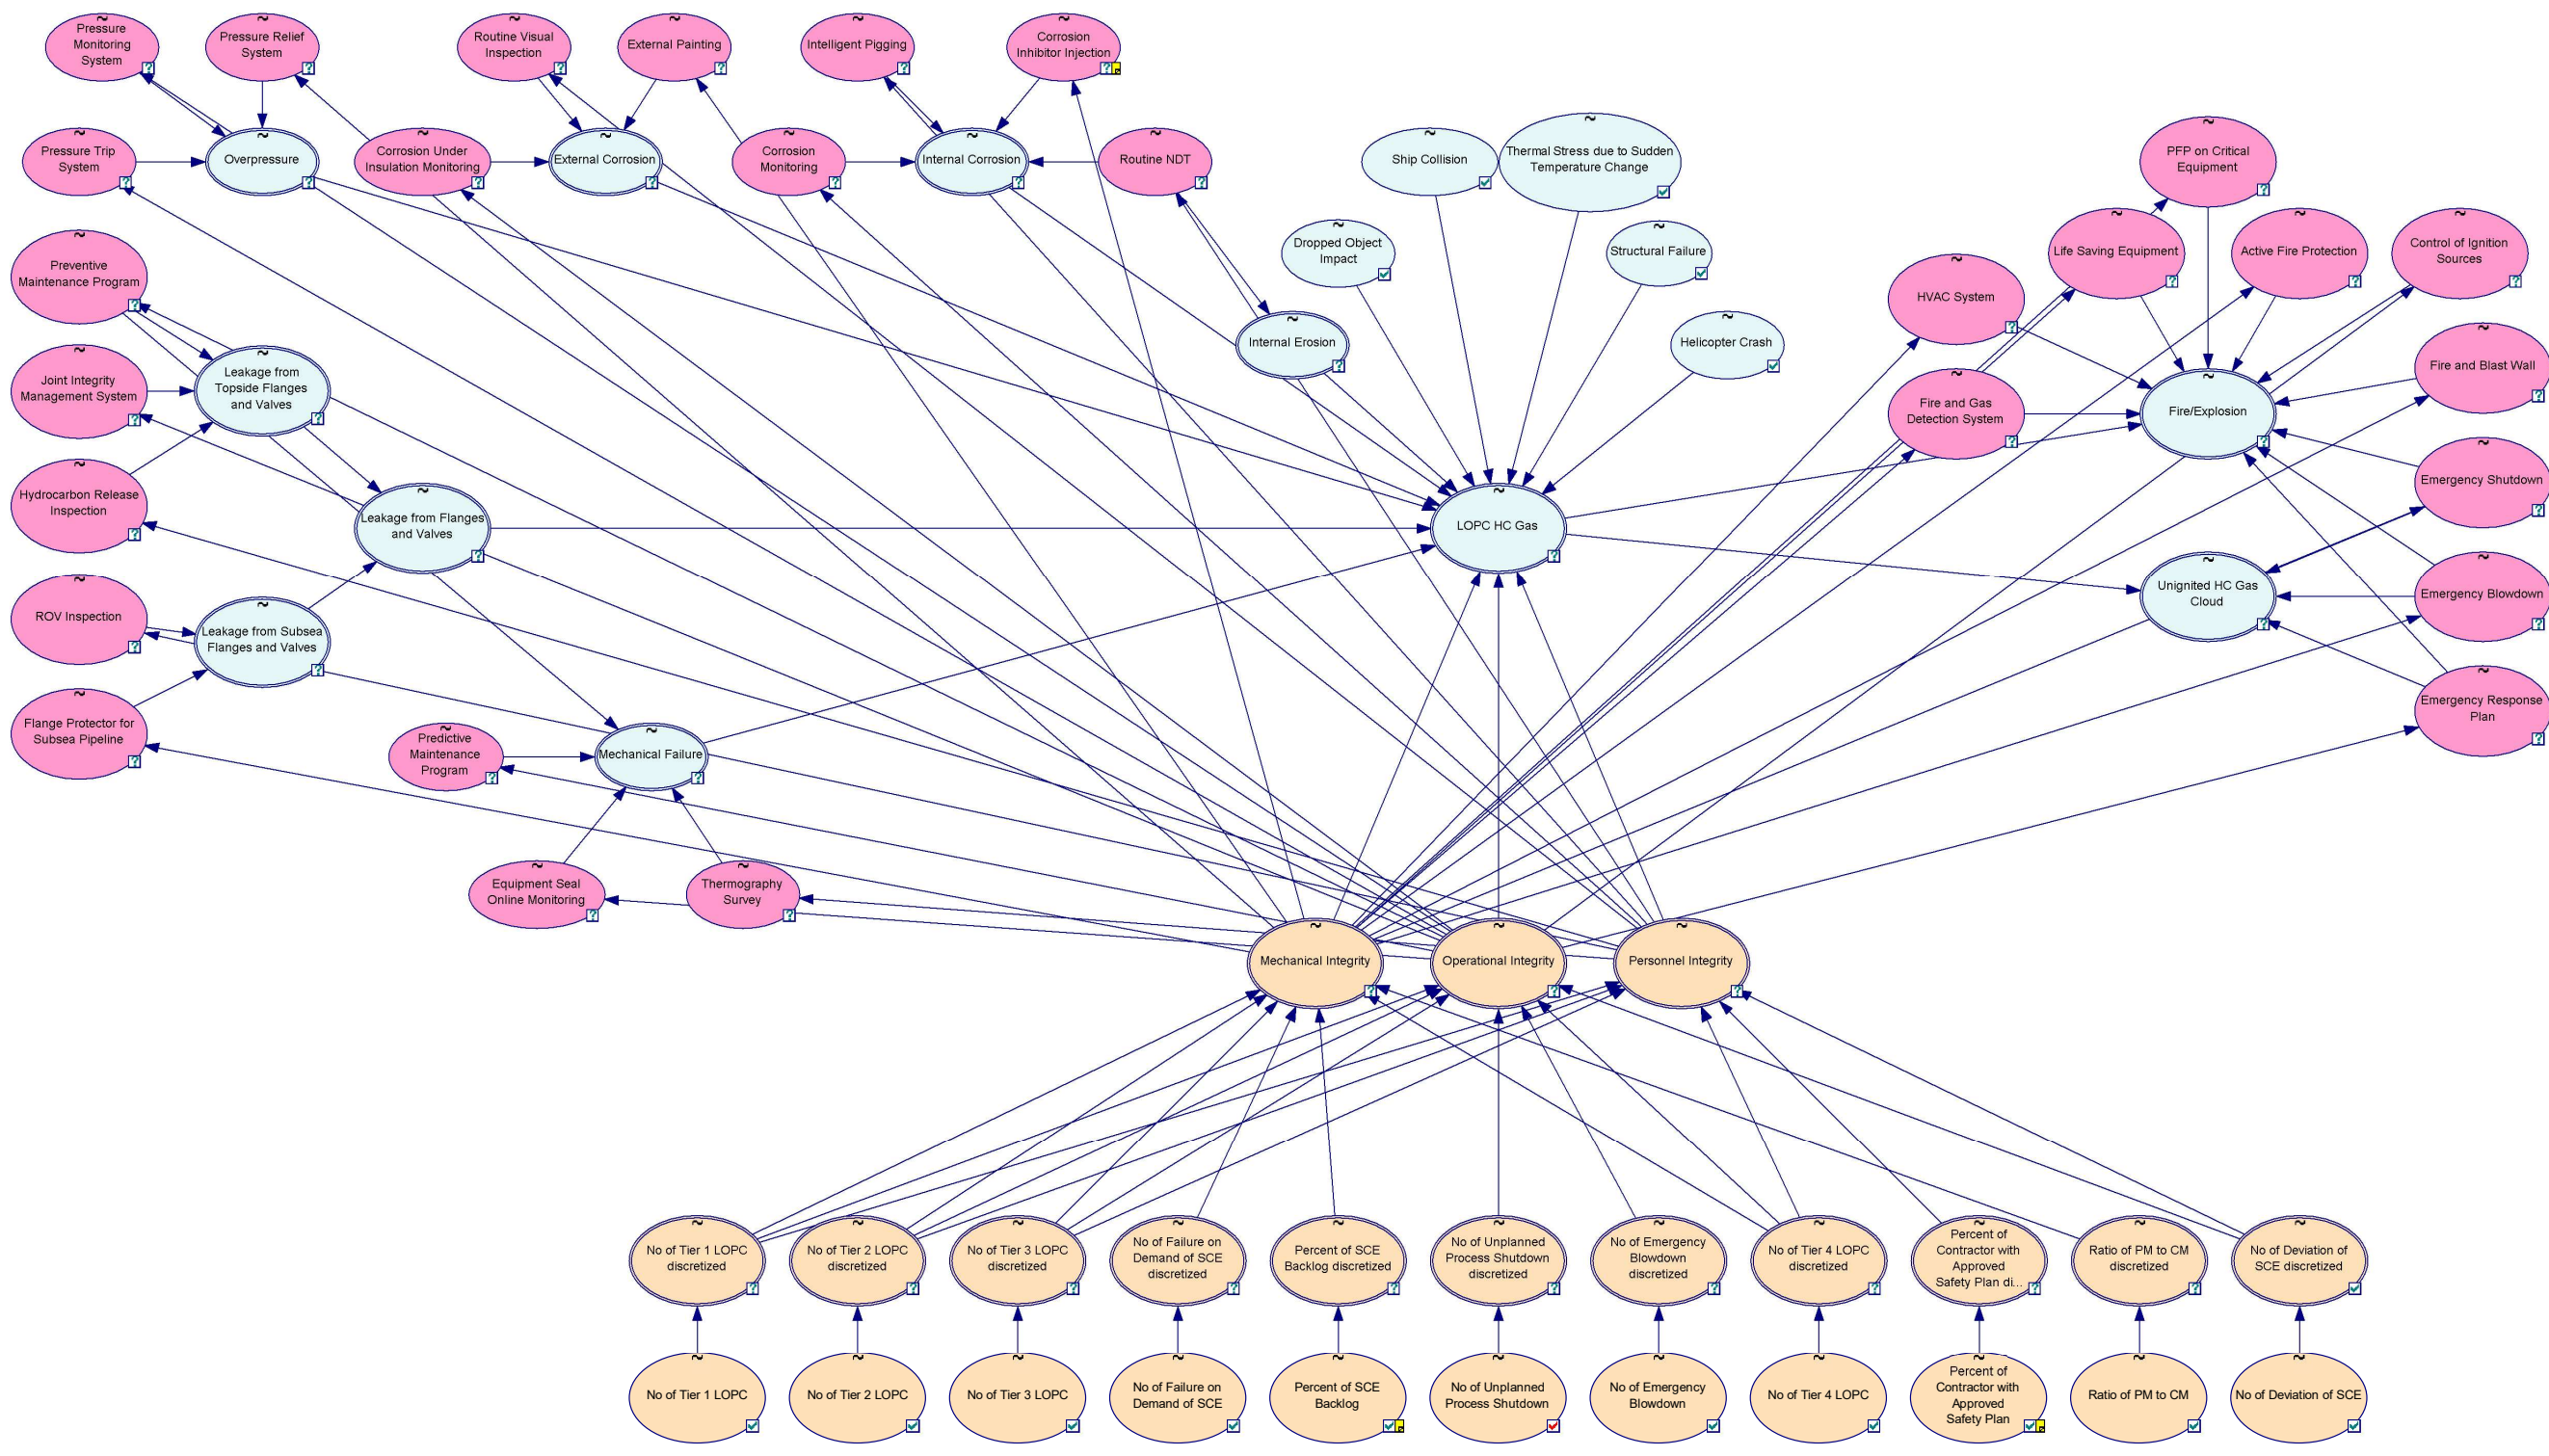 Pressure
Monitoring
System
Pressure Relief
System
Routine Visual
Inspection
External Painting
Intelligent Pigging
Corrosion
Inhibitor Injection
Pressure Trip
System
Overpressure
Corrosion Under
Insulation Monitoring
External Corrosion
Corrosion
Monitoring
Internal Corrosion
Routine NDT
Ship Collision
Thermal Stress due to Sudden
Temperature Change
PFP on Critical
Equipment
Preventive
Maintenance Program
Dropped Object
Impact
Structural Failure
HVAC System
Life Saving Equipment
Active Fire Protection
Control of Ignition
Sources
Internal Erosion
Helicopter Crash
Joint Integrity
Management System
Leakage from
Topside Flanges
and Valves
Fire and Gas
Detection System
Fire/Explosion
Fire and Blast Wall
Hydrocarbon Release
Inspection
Leakage from Flanges
and Valves
LOPC HC Gas
Emergency Shutdown
ROV Inspection
Leakage from Subsea
Flanges and Valves
Unignited HC Gas
Cloud
Emergency Blowdown
Flange Protector for
Subsea Pipeline
Predictive
Maintenance
Program
Mechanical Failure
Emergency Response
Plan
Equipment Seal
Online Monitoring
Thermography
Survey
Mechanical Integrity
Operational Integrity
Personnel Integrity
No of Tier 1 LOPC
discretized
No of Tier 2 LOPC
discretized
No of Tier 3 LOPC
discretized
No of Failure on
Demand of SCE
discretized
Percent of SCE
Backlog discretized
No of Unplanned
Process Shutdown
discretized
No of Emergency
Blowdown
discretized
No of Tier 4 LOPC
discretized
Percent of
Contractor with
Approved
Safety Plan di...
Ratio of PM to CM
discretized
No of Deviation of
SCE discretized
No of Tier 1 LOPC
No of Tier 2 LOPC
No of Tier 3 LOPC
No of Failure on
Demand of SCE
Percent of SCE
Backlog
No of Unplanned
Process Shutdown
No of Emergency
Blowdown
No of Tier 4 LOPC
Percent of
Contractor with
Approved
Safety Plan
Ratio of PM to CM
No of Deviation of SCE